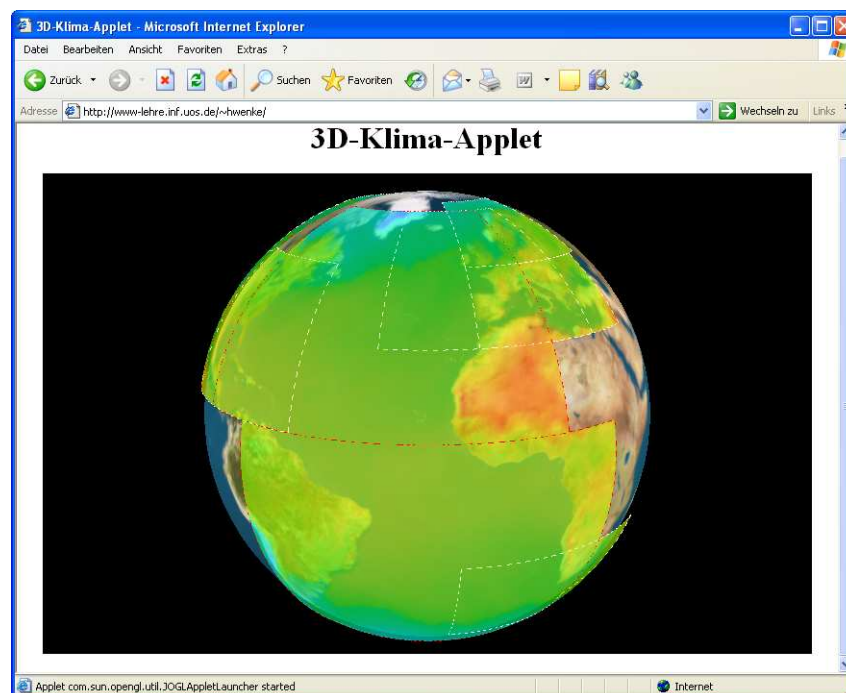 3D-Klima-Applet - Microsoft Internet Explorer
Datei Bearbeiten Ansicht Favoriten Extras ?
Zurück Suchen Favoriten
Adresse http://www-lehre.inf.uos.de/~hwenke/ Wechseln zu Links
3D-Klima-Applet
Applet com.sun.opengl.util.JOGLAppletLauncher started Internet